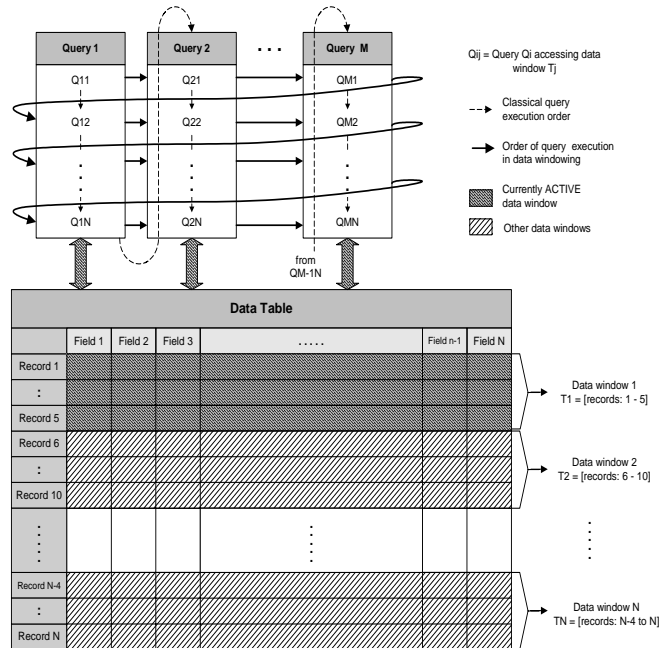 Query 1
Query 2
. . .
Query M
Q11
Q21
QM1
Q12
Q22
QM2
Q1N
Q2N
QMN
from
QM-1N
Qij = Query Qi accessing data
window Tj
Classical query
execution order
Order of query execution
in data windowing
Currently ACTIVE
data window
Other data windows
Data Table
Field 1
Field 2
Field 3
. . . . .
Field n-1
Field N
Record 1
:
Record 5
Record 6
:
Record 10
Record N-4
:
Record N
Data window 1
T1 = [records: 1 - 5]
Data window 2
T2 = [records: 6 - 10]
Data window N
TN = [records: N-4 to N]